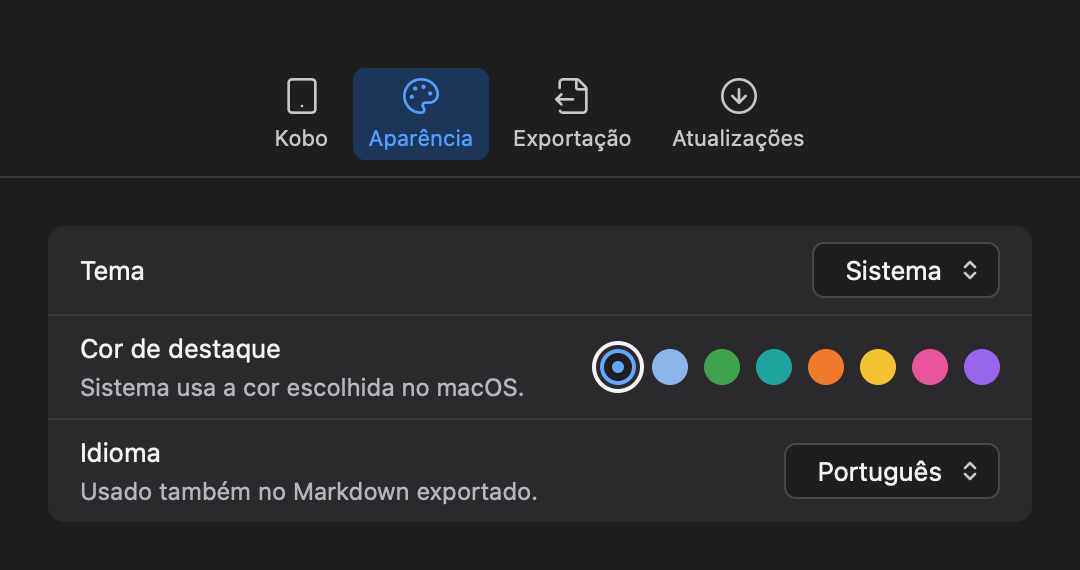 Kobo
Aparência
Exportação
Atualizações
Tema
Sistema
Cor de destaque
Sistema usa a cor escolhida no macOS.
Idioma
Usado também no Markdown exportado.
Português